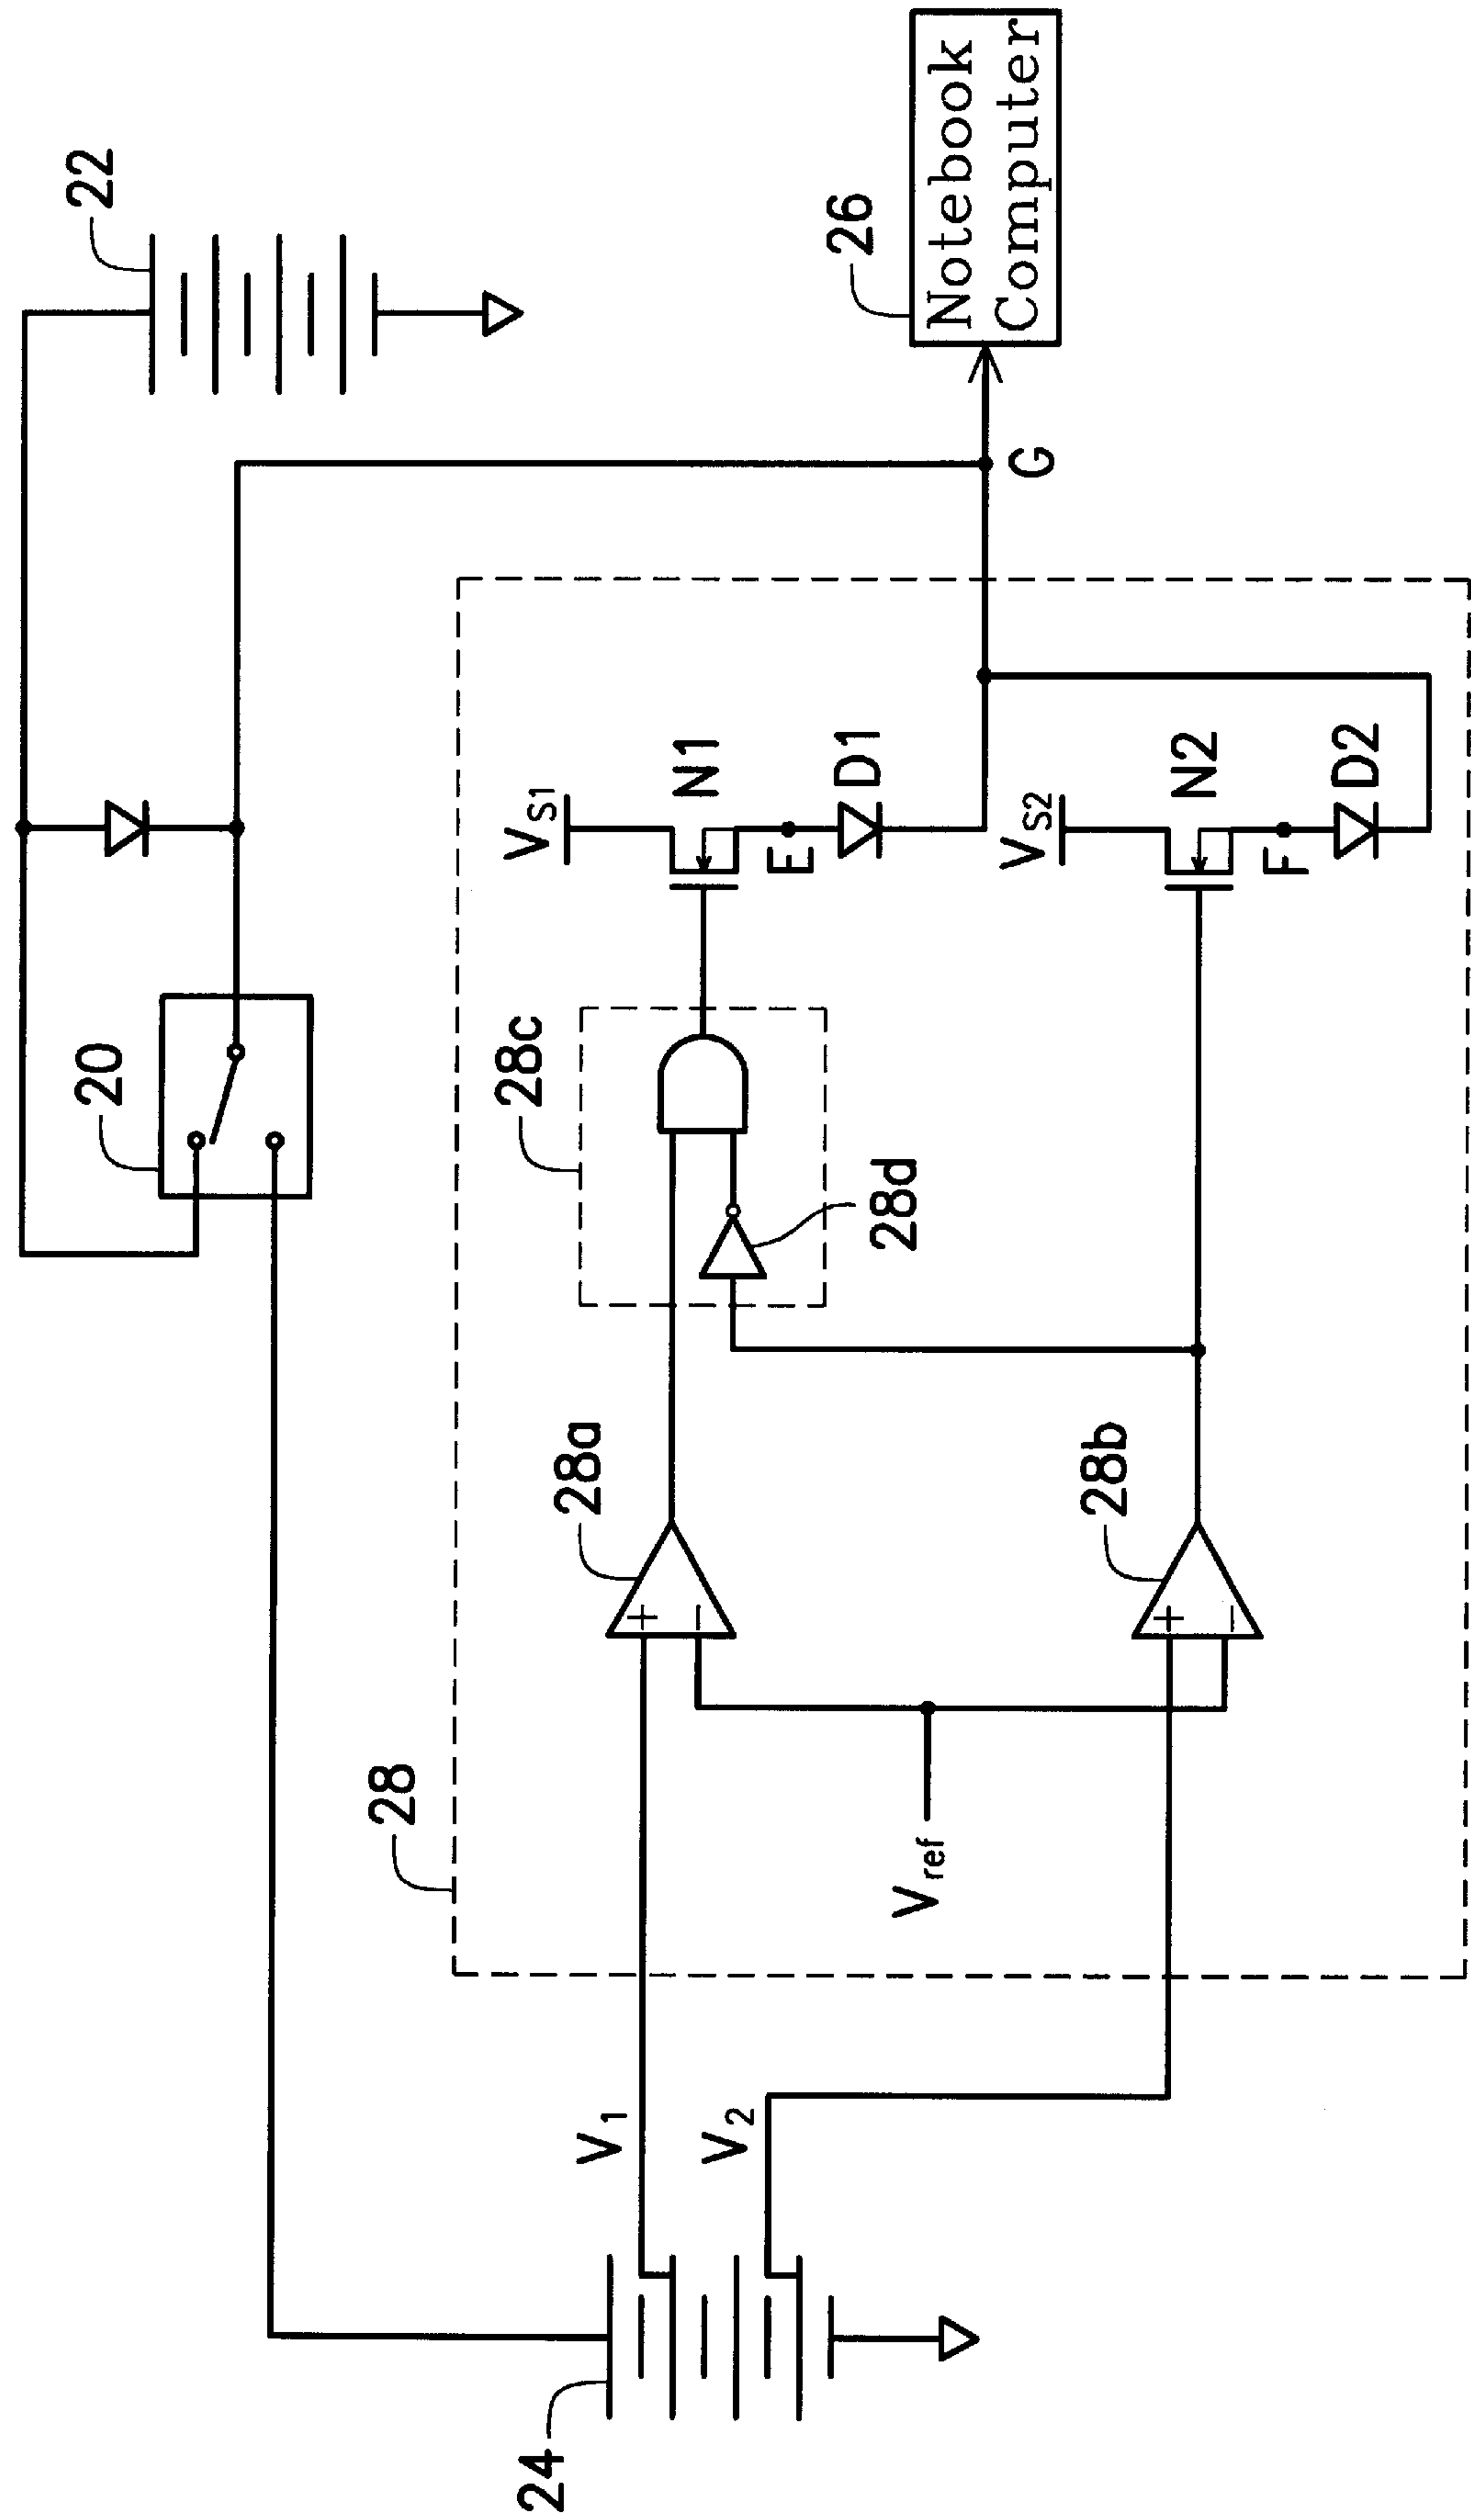 22
20
26
Notebook
Computer
G
28
28c
28d
VS1
N1
E
D1
VS2
N2
F
D2
28a
+
−
28b
+
−
Vref
V1
V2
24